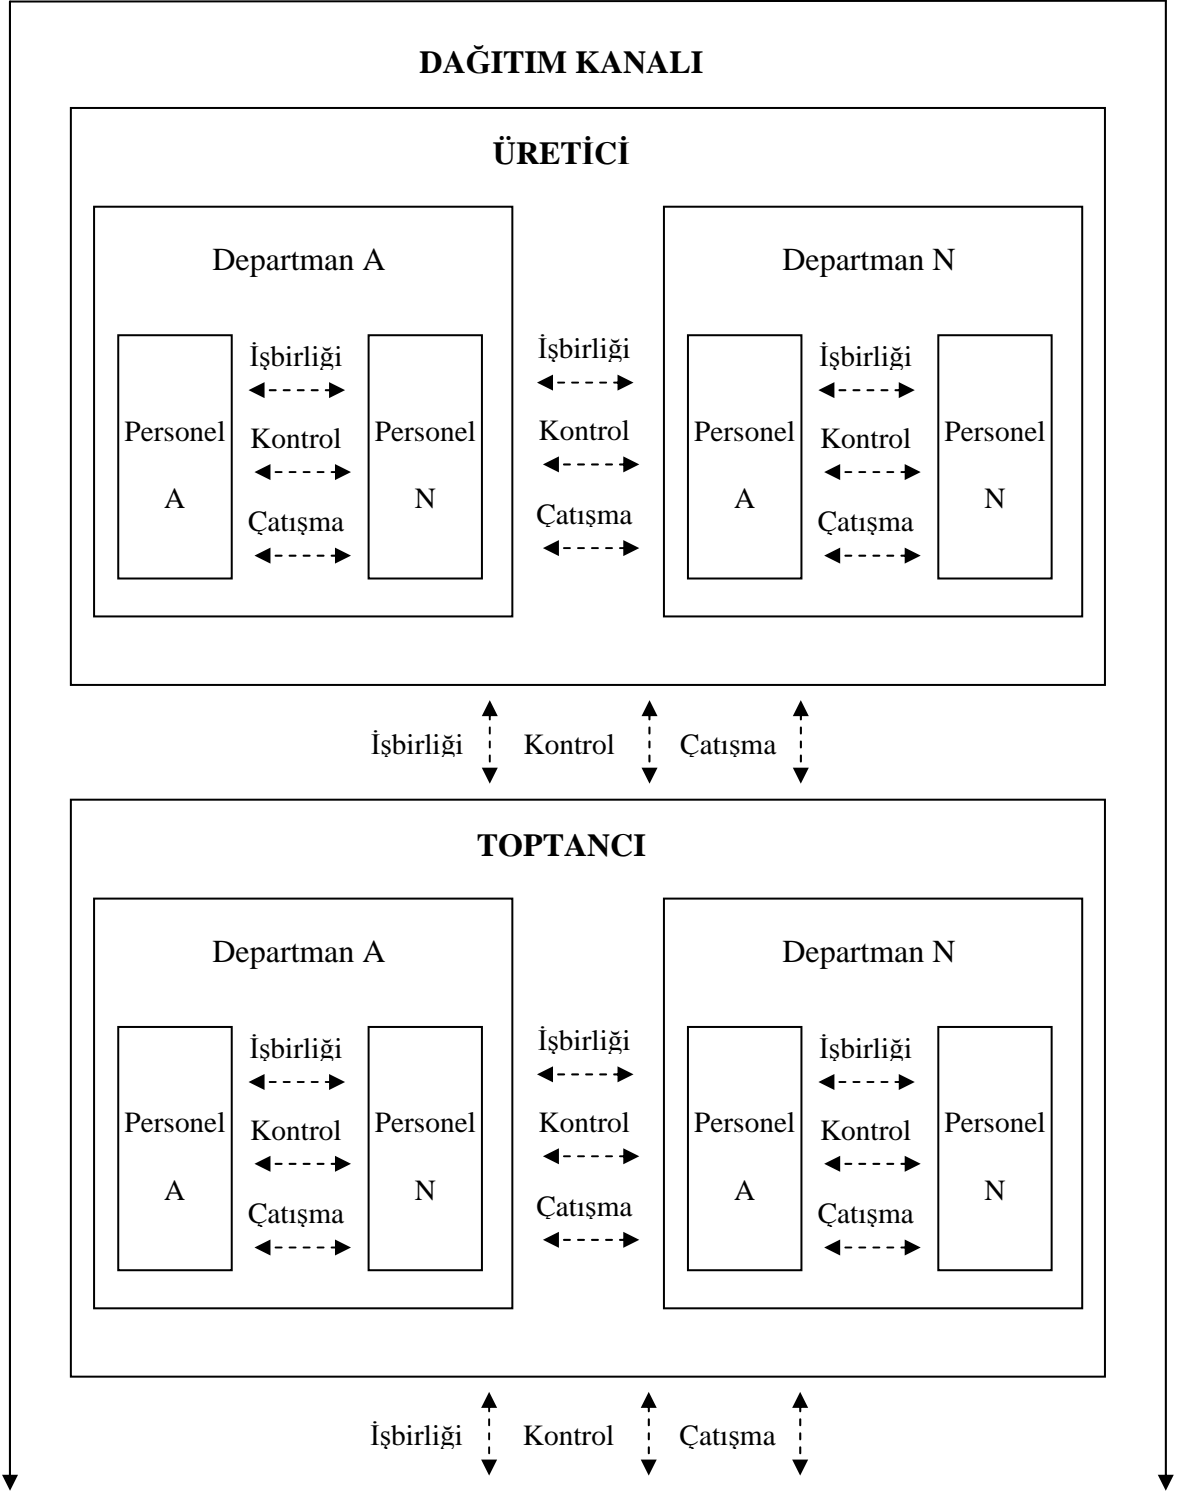 DAĞITIM KANALI
ÜRETİCİ
Departman A
Departman N
Personel
A
İşbirliği
Kontrol
Çatışma
Personel
N
İşbirliği
Kontrol
Çatışma
Personel
A
İşbirliği
Kontrol
Çatışma
Personel
N
İşbirliği Kontrol Çatışma
TOPTANCI
Departman A
Departman N
Personel
A
İşbirliği
Kontrol
Çatışma
Personel
N
İşbirliği
Kontrol
Çatışma
Personel
A
İşbirliği
Kontrol
Çatışma
Personel
N
İşbirliği Kontrol Çatışma